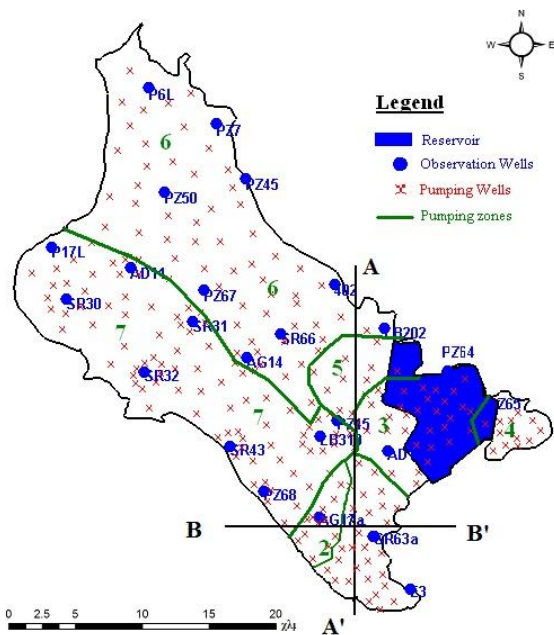 N
W E
S
Legend
Reservoir
Observation Wells
Pumping Wells
Pumping zones
P6L
PZ7
6
PZ45
PZ50
P17L
AD11
A
402
PZ67
6
SR30
SR31
LB202
7
SR66
AG14
5
PZ64
SR32
7
3
4
SR43
AD
PZ68
B
B'
2
SR63a
E3
A'
0 2.5 5 10 15 20